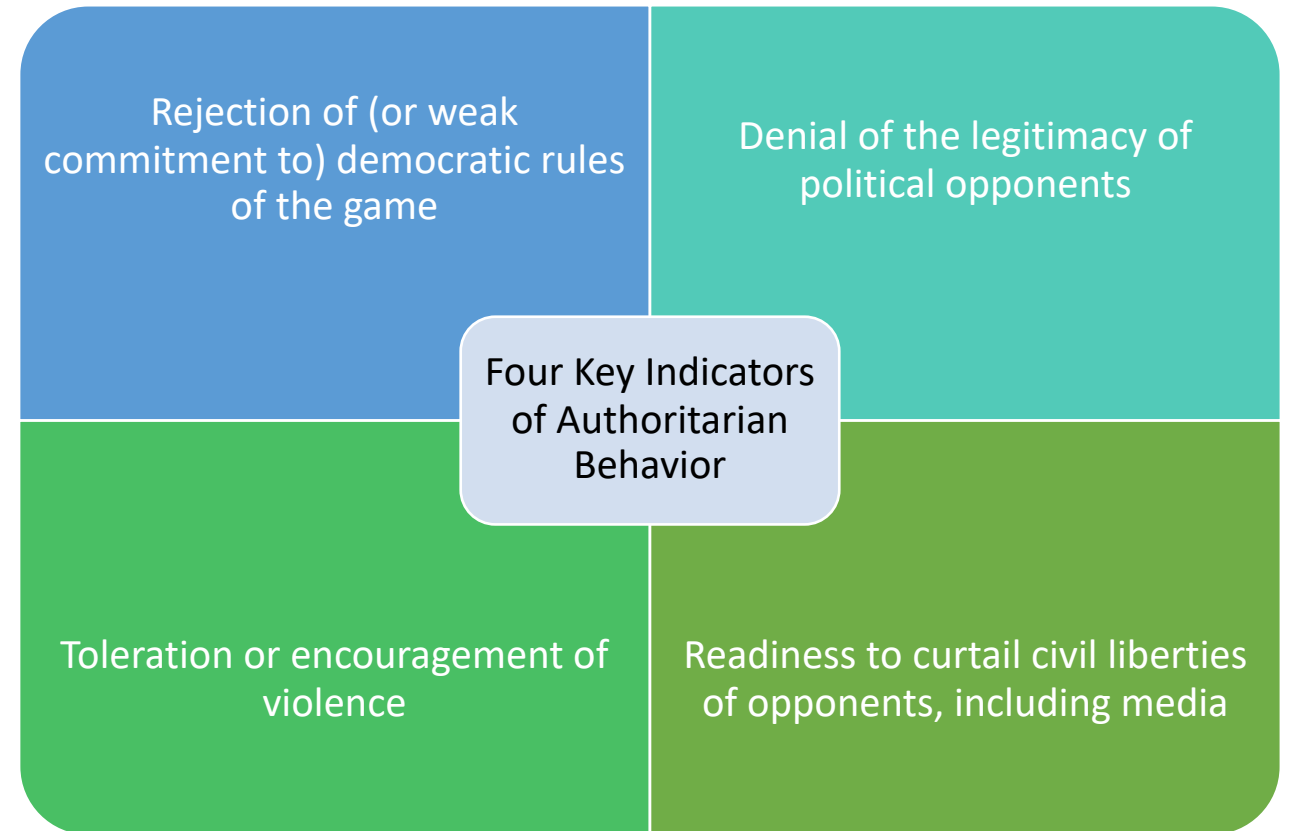 Rejection of (or weak
commitment to) democratic rules
of the game
Denial of the legitimacy of
political opponents
Four Key Indicators
of Authoritarian
Behavior
Toleration or encouragement of
violence
Readiness to curtail civil liberties
of opponents, including media